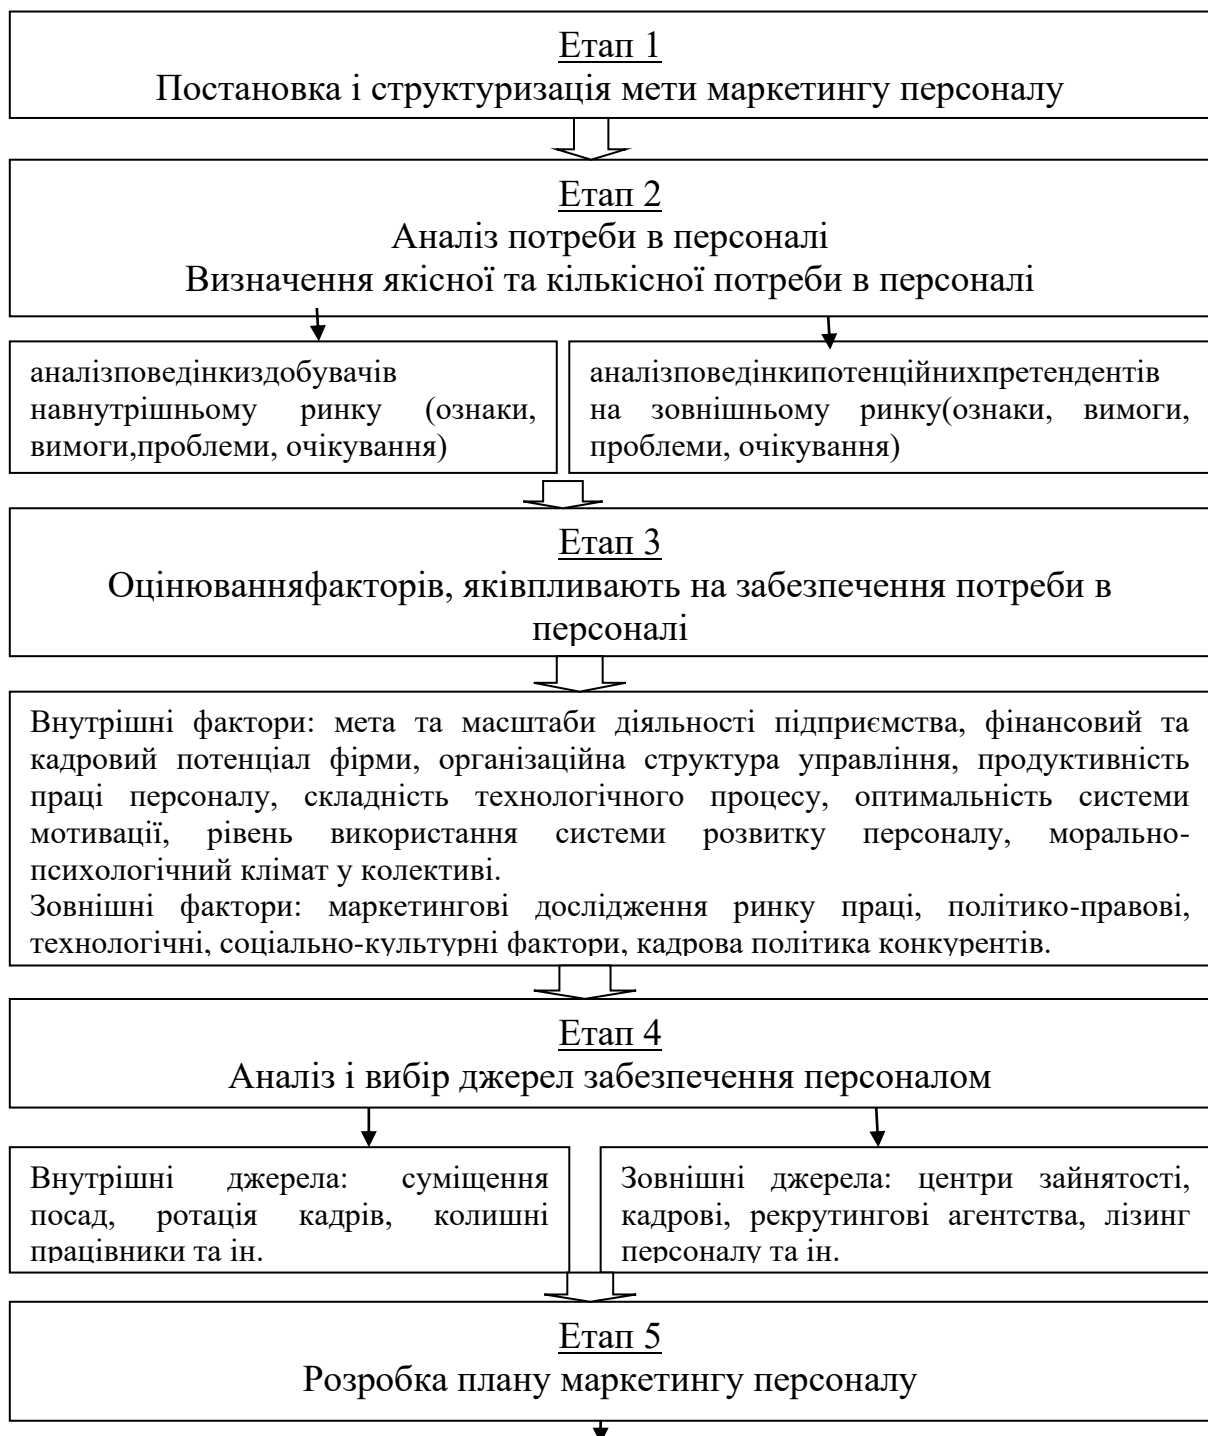 Етап 1
Постановка і структуризація мети маркетингу персоналу
Етап 2
Аналіз потреби в персоналі
Визначення якісної та кількісної потреби в персоналі
аналізповедінкиздобувачів
навнутрішньому ринку (ознаки,
вимоги,проблеми, очікування)
аналізповедінкипотенційнихпретендентів
на зовнішньому ринку(ознаки, вимоги,
проблеми, очікування)
Етап 3
Оцінюванняфакторів, яківпливають на забезпечення потреби в
персоналі
Внутрішні фактори: мета та масштаби діяльності підприємства, фінансовий та
кадровий потенціал фірми, організаційна структура управління, продуктивність
праці персоналу, складність технологічного процесу, оптимальність системи
мотивації, рівень використання системи розвитку персоналу, морально-
психологічний клімат у колективі.
Зовнішні фактори: маркетингові дослідження ринку праці, політико-правові,
технологічні, соціально-культурні фактори, кадрова політика конкурентів.
Етап 4
Аналіз і вибір джерел забезпечення персоналом
Внутрішні джерела: суміщення
посад, ротація кадрів, колишні
працівники та ін.
Зовнішні джерела: центри зайнятості,
кадрові, рекрутингові агентства, лізинг
персоналу та ін.
Етап 5
Розробка плану маркетингу персоналу